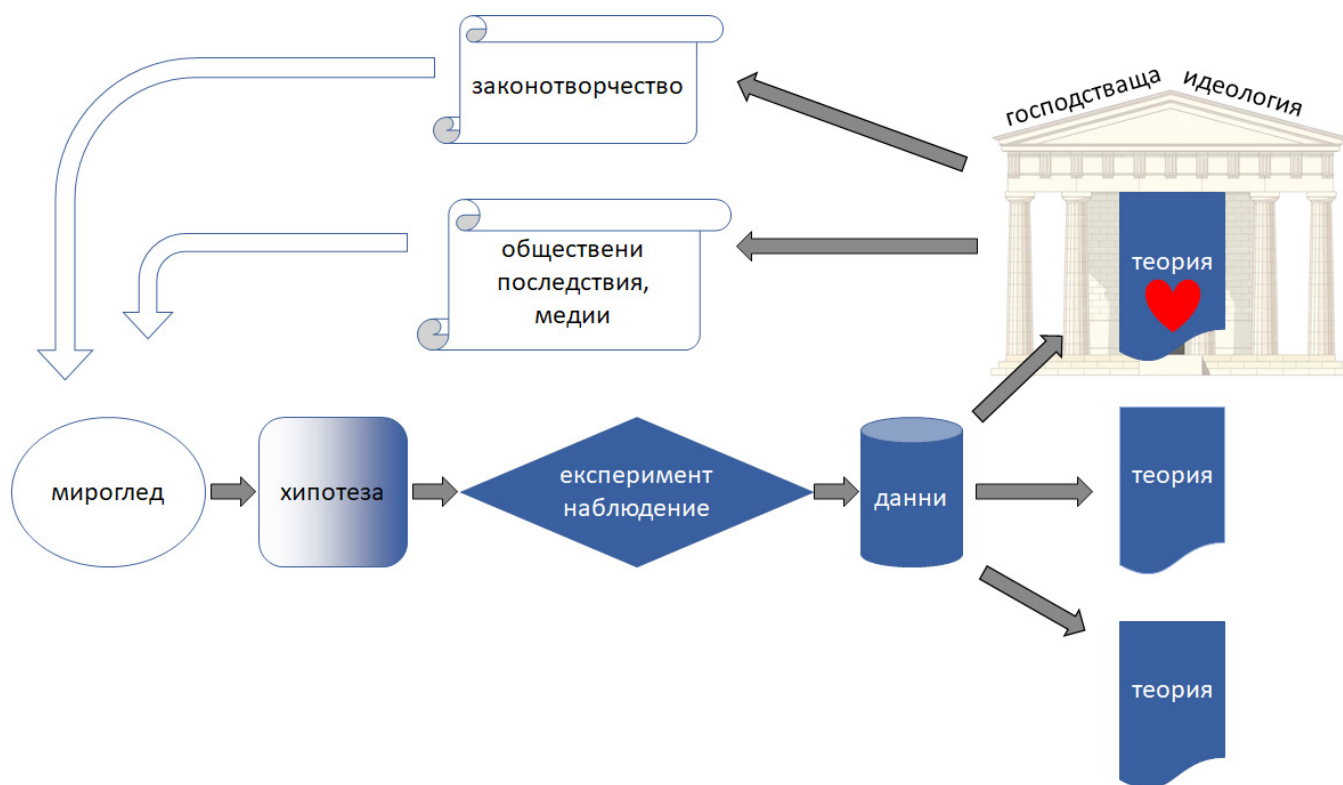 законотворчество
господстваща идеология
обществени
последствия,
медии
теория
мироглед
хипотеза
експеримент
наблюдение
данни
теория
теория